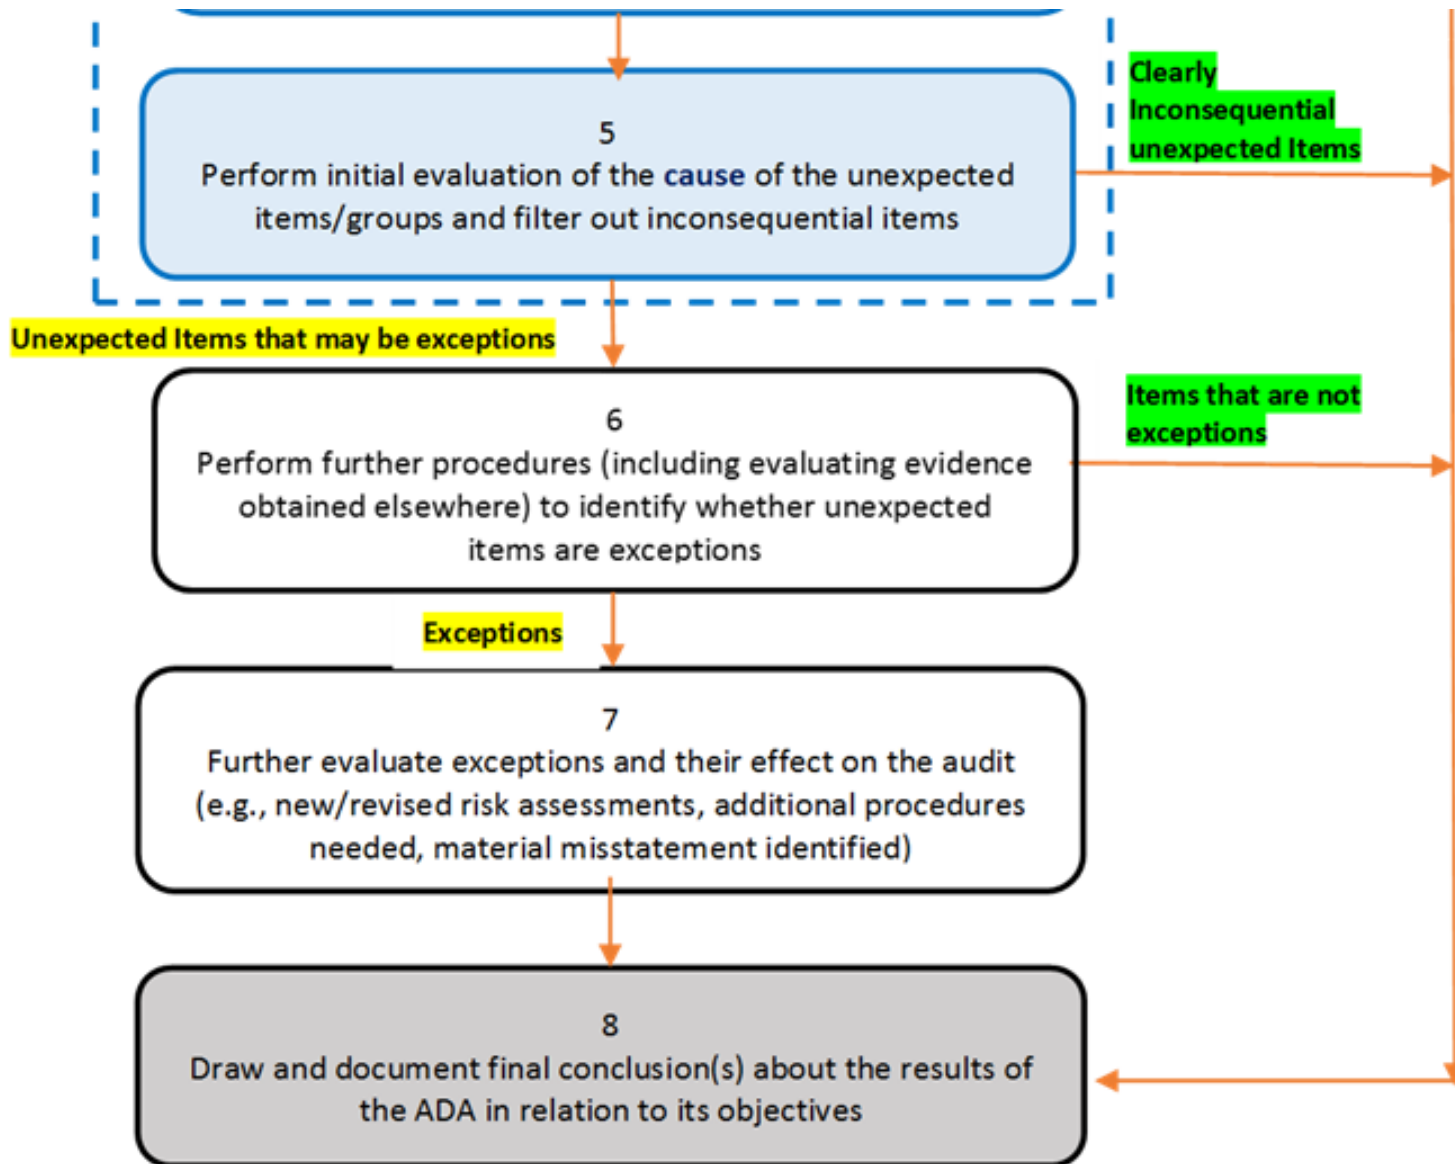 Clearly
Inconsequential
unexpected Items
5
Perform initial evaluation of the cause of the unexpected
items/groups and filter out inconsequential items
Unexpected Items that may be exceptions
Items that are not
exceptions
6
Perform further procedures (including evaluating evidence
obtained elsewhere) to identify whether unexpected
items are exceptions
Exceptions
7
Further evaluate exceptions and their effect on the audit
(e.g., new/revised risk assessments, additional procedures
needed, material misstatement identified)
8
Draw and document final conclusion(s) about the results of
the ADA in relation to its objectives